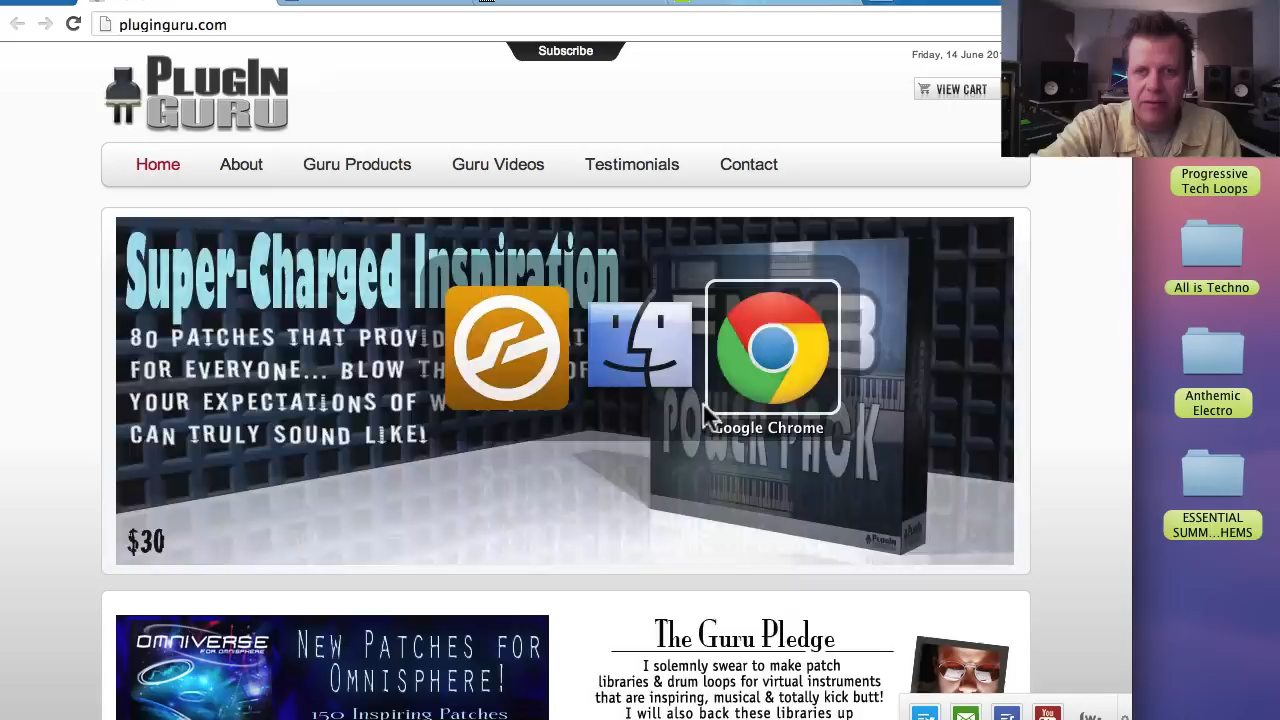 pluginguru.com
Subscribe
Friday, 14 June
PlugIn
Guru
VIEW CART
Home About Guru Products Guru Videos Testimonials Contact
Progressive
Tech Loops
Super-Charged Inspiration
80 PATCHES THAT
FOR EVERYONE... BLOW
YOUR EXPECTATIONS OF
CAN TRULY SOUND LIKE!
POWER PACK
Google Chrome
All is Techno
Anthemic
Electro
ESSENTIAL
SUMM...HEMS
$30
OMNIVERSE
FOR OMNISPHERE
New Patches for
Omnisphere!
150 Inspiring Patches
The Guru Pledge
I solemnly swear to make patch
libraries & drum loops for virtual instruments
that are inspiring, musical & totally kick butt!
I will also back these libraries up
You